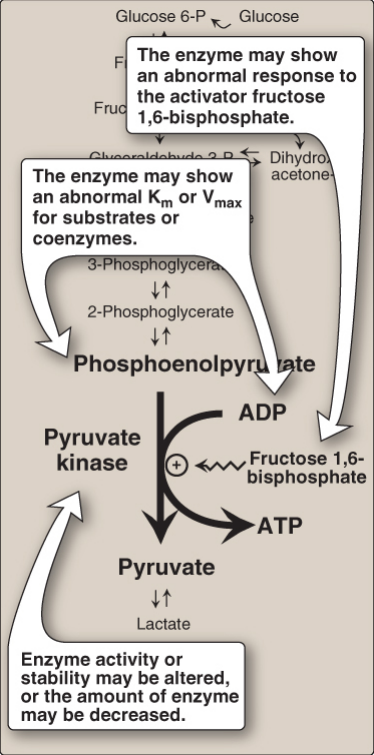 Glucose 6-P Glucose
The enzyme may show
an abnormal response to
the activator fructose
1,6-bisphosphate.
Glyceraldehyde 3-P
acetone-
The enzyme may show
an abnormal Km or Vmax
for substrates or
coenzymes.
3-Phosphoglycerate
2-Phosphoglycerate
Phosphoenolpyruvate
ADP
Pyruvate
kinase
+
Fructose 1,6-
bisphosphate
ATP
Pyruvate
Lactate
Enzyme activity or
stability may be altered,
or the amount of enzyme
may be decreased.